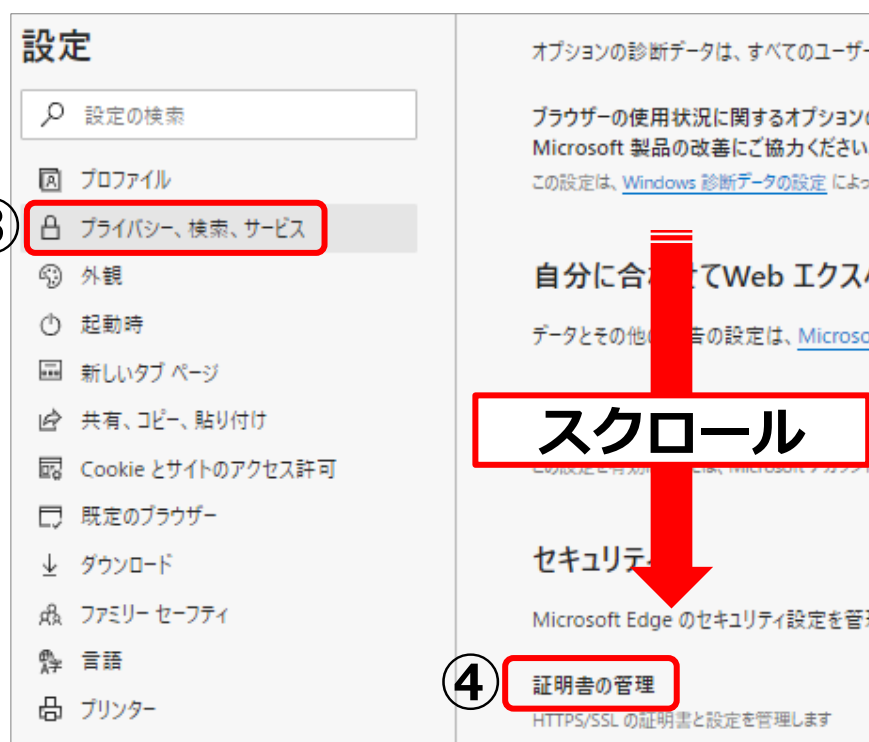 設定
設定の検索
プロファイル
③
プライバシー、検索、サービス
外観
起動時
新しいタブ ページ
共有、コピー、貼り付け
Cookie とサイトのアクセス許可
既定のブラウザー
ダウンロード
ファミリー セーフティ
言語
プリンター
オプションの診断データは、すべてのユーザー
ブラウザーの使用状況に関するオプションの
Microsoft 製品の改善にご協力ください
この設定は、Windows 診断データの設定 によっ
自分に合 てWeb エクス
データとその他 告の設定は、Microso
スクロール
セキュリティ
Microsoft Edge のセキュリティ設定を管理
④
証明書の管理
HTTPS/SSL の証明書と設定を管理します